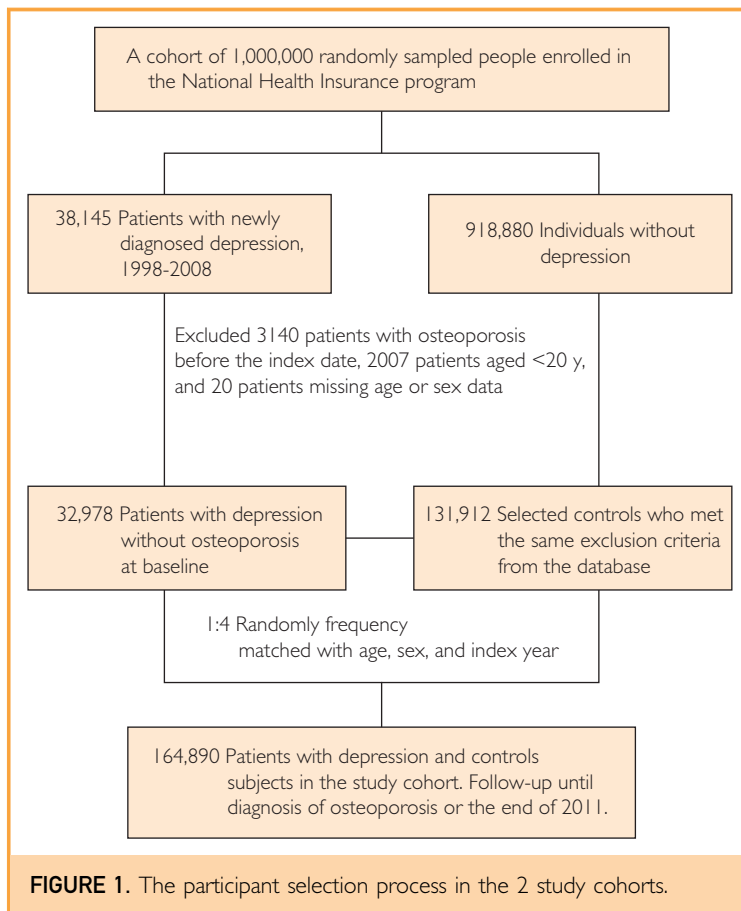 A cohort of 1,000,000 randomly sampled people enrolled in
the National Health Insurance program
38,145 Patients with newly
diagnosed depression,
1998-2008
918,880 Individuals without
depression
Excluded 3140 patients with osteoporosis
before the index date, 2007 patients aged <20 y,
and 20 patients missing age or sex data
32,978 Patients with depression
without osteoporosis
at baseline
131,912 Selected controls who met
the same exclusion criteria
from the database
1:4 Randomly frequency
matched with age, sex, and index year
164,890 Patients with depression and controls
subjects in the study cohort. Follow-up until
diagnosis of osteoporosis or the end of 2011.
FIGURE 1. The participant selection process in the 2 study cohorts.